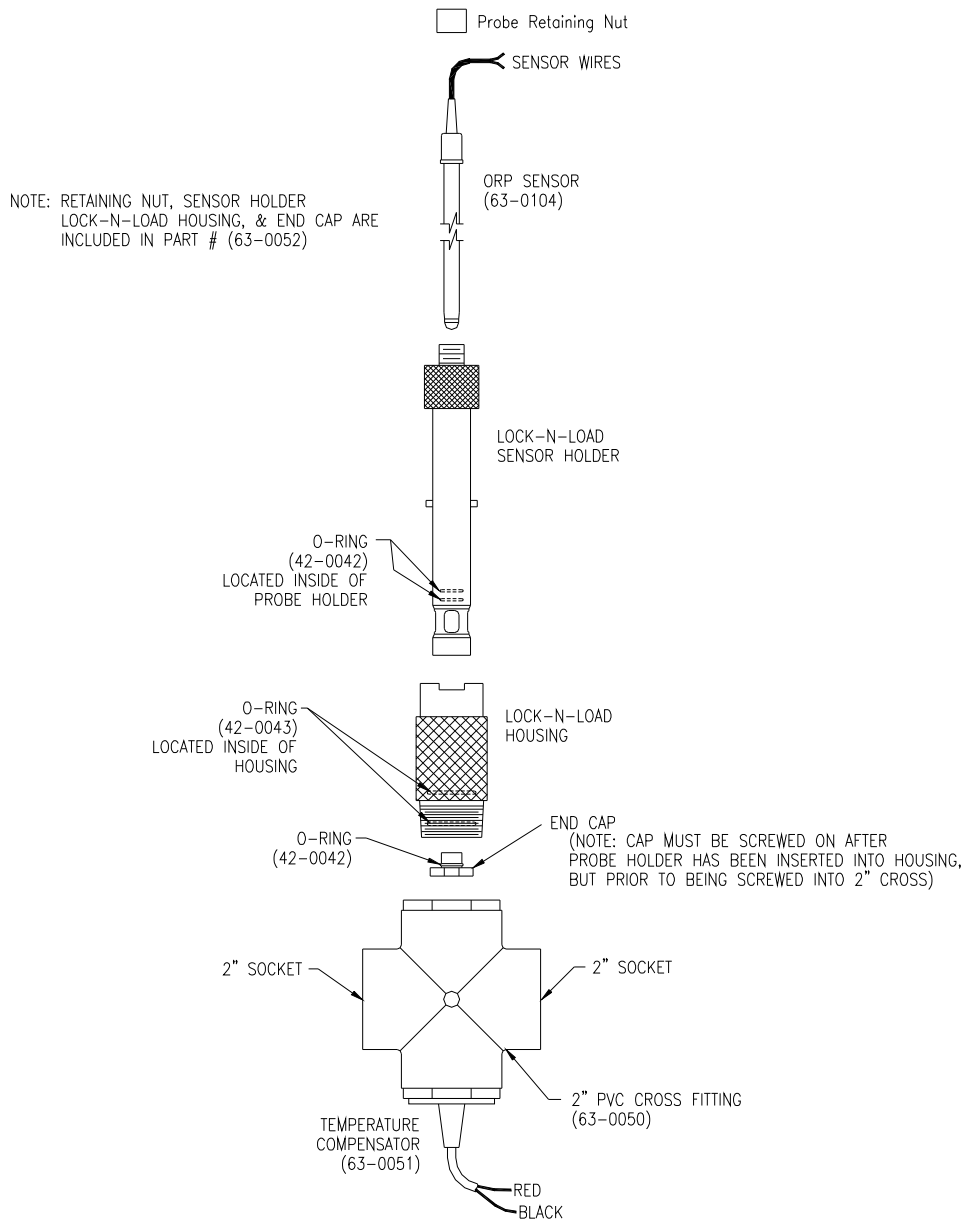 Probe Retaining Nut
SENSOR WIRES
ORP SENSOR
(63-0104)
NOTE: RETAINING NUT, SENSOR HOLDER
LOCK-N-LOAD HOUSING, & END CAP ARE
INCLUDED IN PART # (63-0052)
LOCK-N-LOAD
SENSOR HOLDER
O-RING
(42-0042)
LOCATED INSIDE OF
PROBE HOLDER
O-RING
(42-0043)
LOCATED INSIDE OF
HOUSING
LOCK-N-LOAD
HOUSING
O-RING
(42-0042)
END CAP
(NOTE: CAP MUST BE SCREWED ON AFTER
PROBE HOLDER HAS BEEN INSERTED INTO HOUSING,
BUT PRIOR TO BEING SCREWED INTO 2" CROSS)
2" SOCKET
2" SOCKET
2" PVC CROSS FITTING
(63-0050)
TEMPERATURE
COMPENSATOR
(63-0051)
RED
BLACK